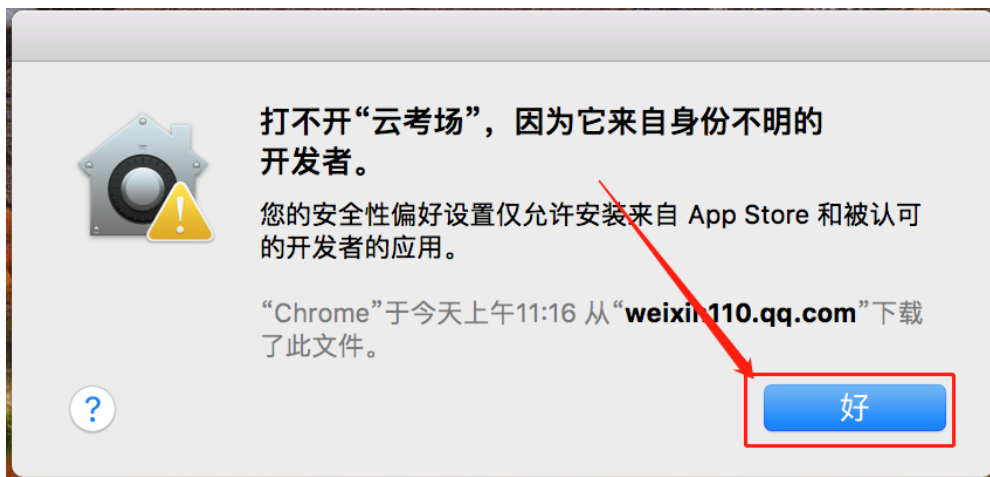 打不开“云考场”，因为它来自身份不明的
开发者。
您的安全性偏好设置仅允许安装来自 App Store 和被认可
的开发者的应用。
“Chrome”于今天上午11:16 从“weixin110.qq.com”下载
了此文件。
?
好